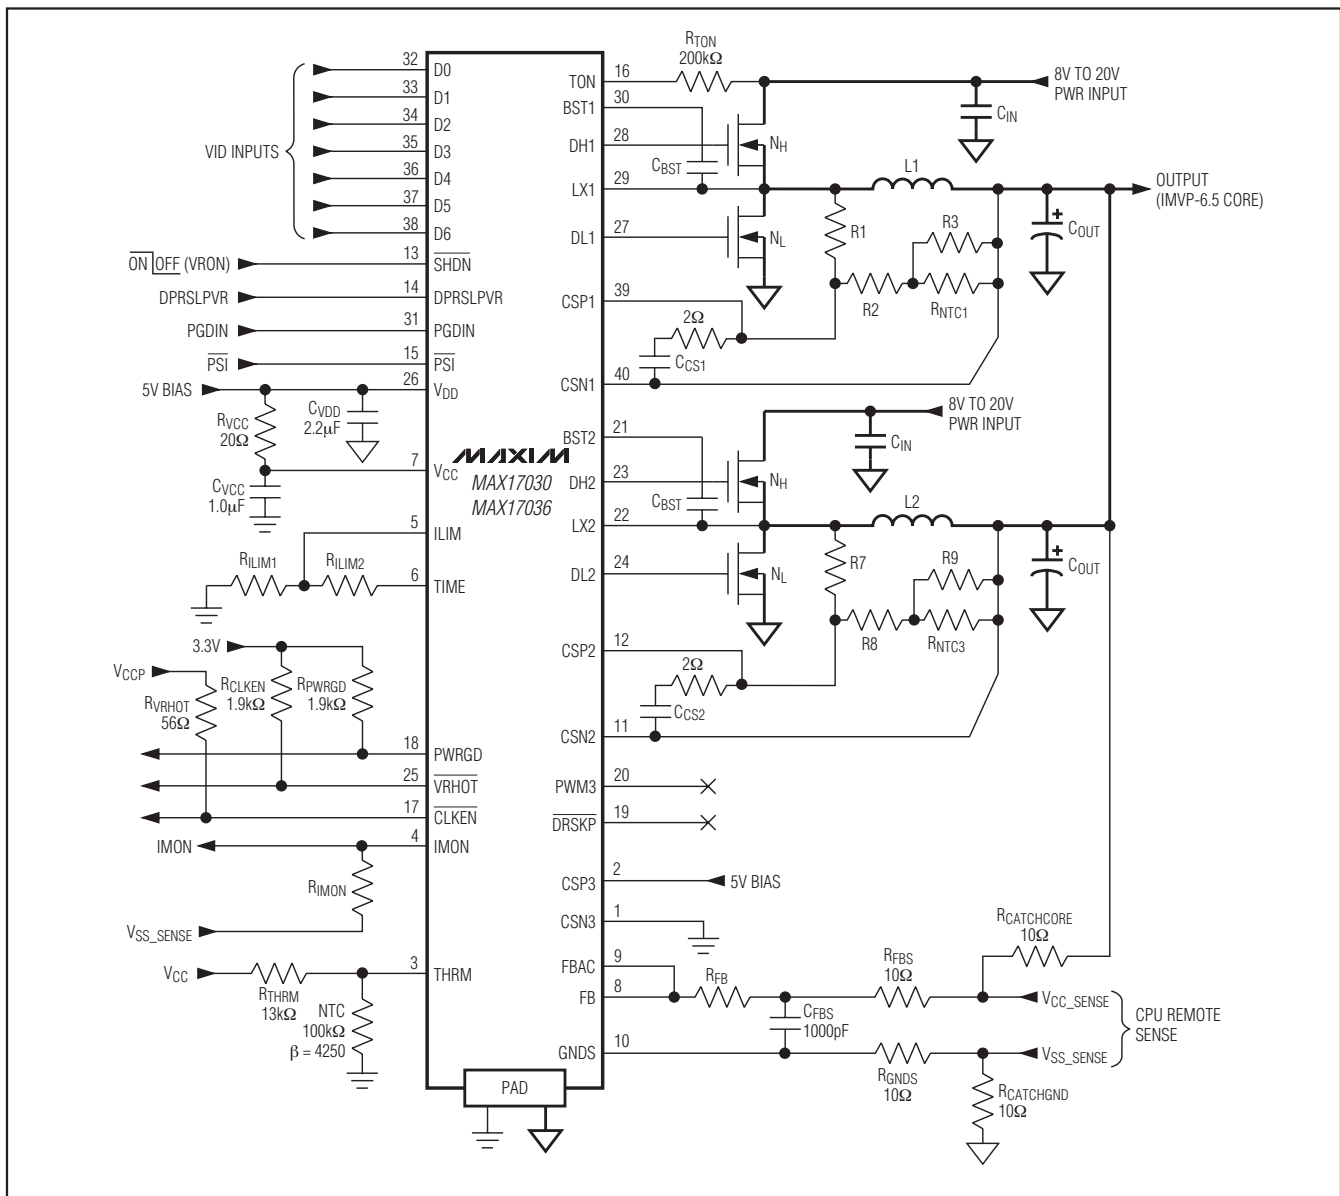 VID INPUTS
32 D0
33 D1
34 D2
35 D3
36 D4
37 D5
38 D6
ON OFF (VRON) 13 SHDN
DPRSLPVR 14 DPRSLPVR
PGDIN 31 PGDIN
PSI 15 PSI
5V BIAS 26 VDD
RVCC
20Ω
CVDD
2.2µF
7 VCC
CVCC
1.0µF
5 ILIM
RILIM1 RILIM2 6 TIME
3.3V
VCCP
RVRHOT
56Ω
RCLKEN
1.9kΩ
RPWRGD
1.9kΩ
18 PWRGD
25 VRHOT
17 CLKEN
IMON 4 IMON
RIMON
VSS_SENSE
VCC 3 THRM
RTHRM
13kΩ
NTC
100kΩ
β = 4250
MAXIM
MAX17030
MAX17036
PAD
RTON
200kΩ
TON 16
8V TO 20V
PWR INPUT
CIN
BST1 30
DH1 28
NH
CBST
LX1 29
L1
OUTPUT
(IMVP-6.5 CORE)
DL1 27
NL
R1
R3
R2
RNTC1
COUT
CSP1 39
2Ω
CCS1
CSN1 40
8V TO 20V
PWR INPUT
CIN
BST2 21
DH2 23
NH
CBST
LX2 22
L2
DL2 24
NL
R7
R9
R8
RNTC3
COUT
CSP2 12
2Ω
CCS2
CSN2 11
PWM3 20
DRSKP 19
CSP3 2 5V BIAS
CSN3 1
RCATCHCORE
10Ω
FBAC 9
FB 8
RFB
RFBS
10Ω
VCC_SENSE
CFBS
1000pF
CPU REMOTE
SENSE
GNDS 10
RGNDS
10Ω
VSS_SENSE
RCATCHGND
10Ω